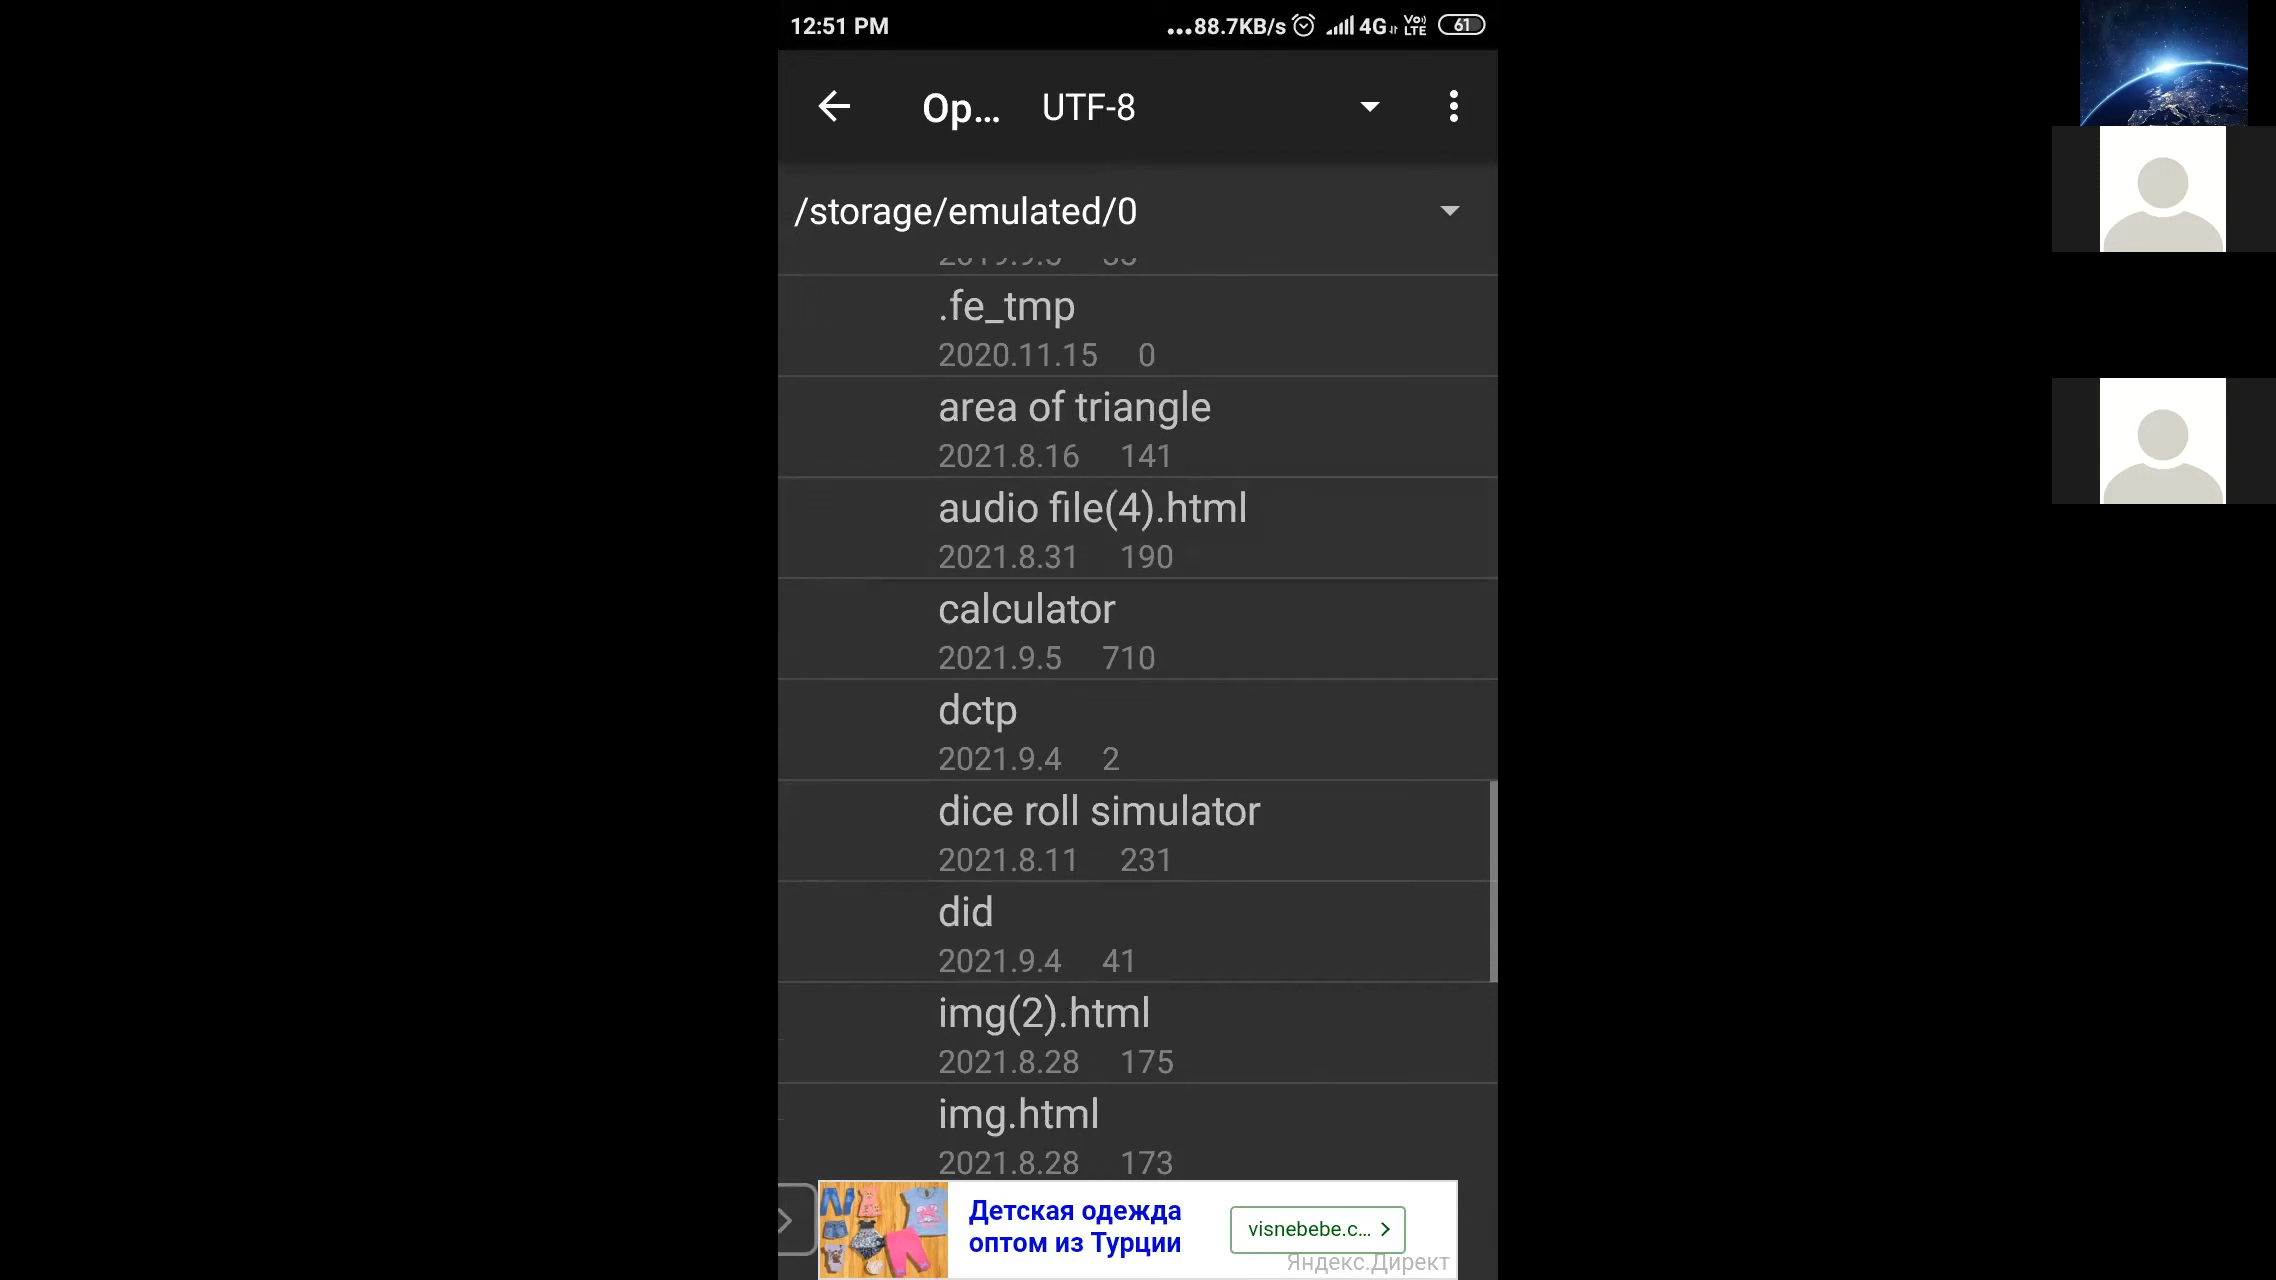 12:51 PM
...88.7KB/s 4G Vo) LTE 61
Op... UTF-8
/storage/emulated/0
.fe_tmp
2020.11.15 0
area of triangle
2021.8.16 141
audio file(4).html
2021.8.31 190
calculator
2021.9.5 710
dctp
2021.9.4 2
dice roll simulator
2021.8.11 231
did
2021.9.4 41
img(2).html
2021.8.28 175
img.html
2021.8.28 173
Детская одежда
оптом из Турции
visnebebe.c...
Яндекс.Директ